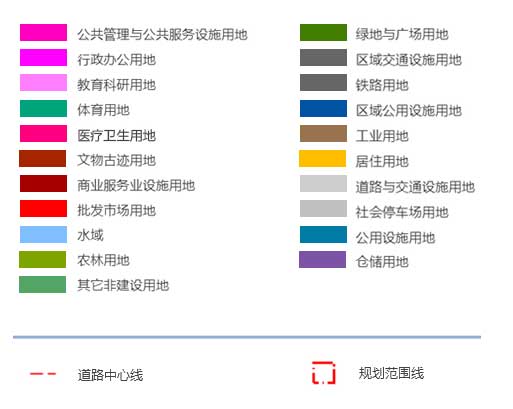 公共管理与公共服务设施用地
行政办公用地
教育科研用地
体育用地
医疗卫生用地
文物古迹用地
商业服务业设施用地
批发市场用地
水域
农林用地
其它非建设用地
绿地与广场用地
区域交通设施用地
铁路用地
区域公用设施用地
工业用地
居住用地
道路与交通设施用地
社会停车场用地
公用设施用地
仓储用地
道路中心线
规划范围线